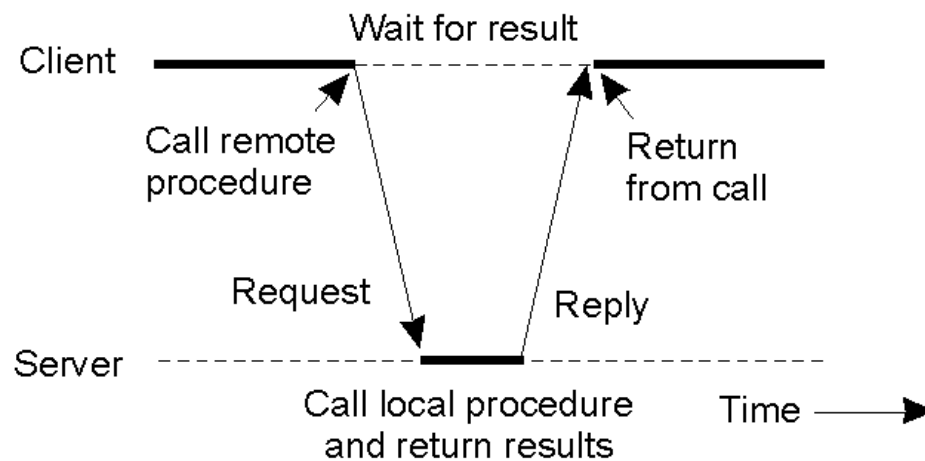 Wait for result
Client
Call remote
procedure
Return
from call
Request
Reply
Server
Call local procedure
and return results
Time